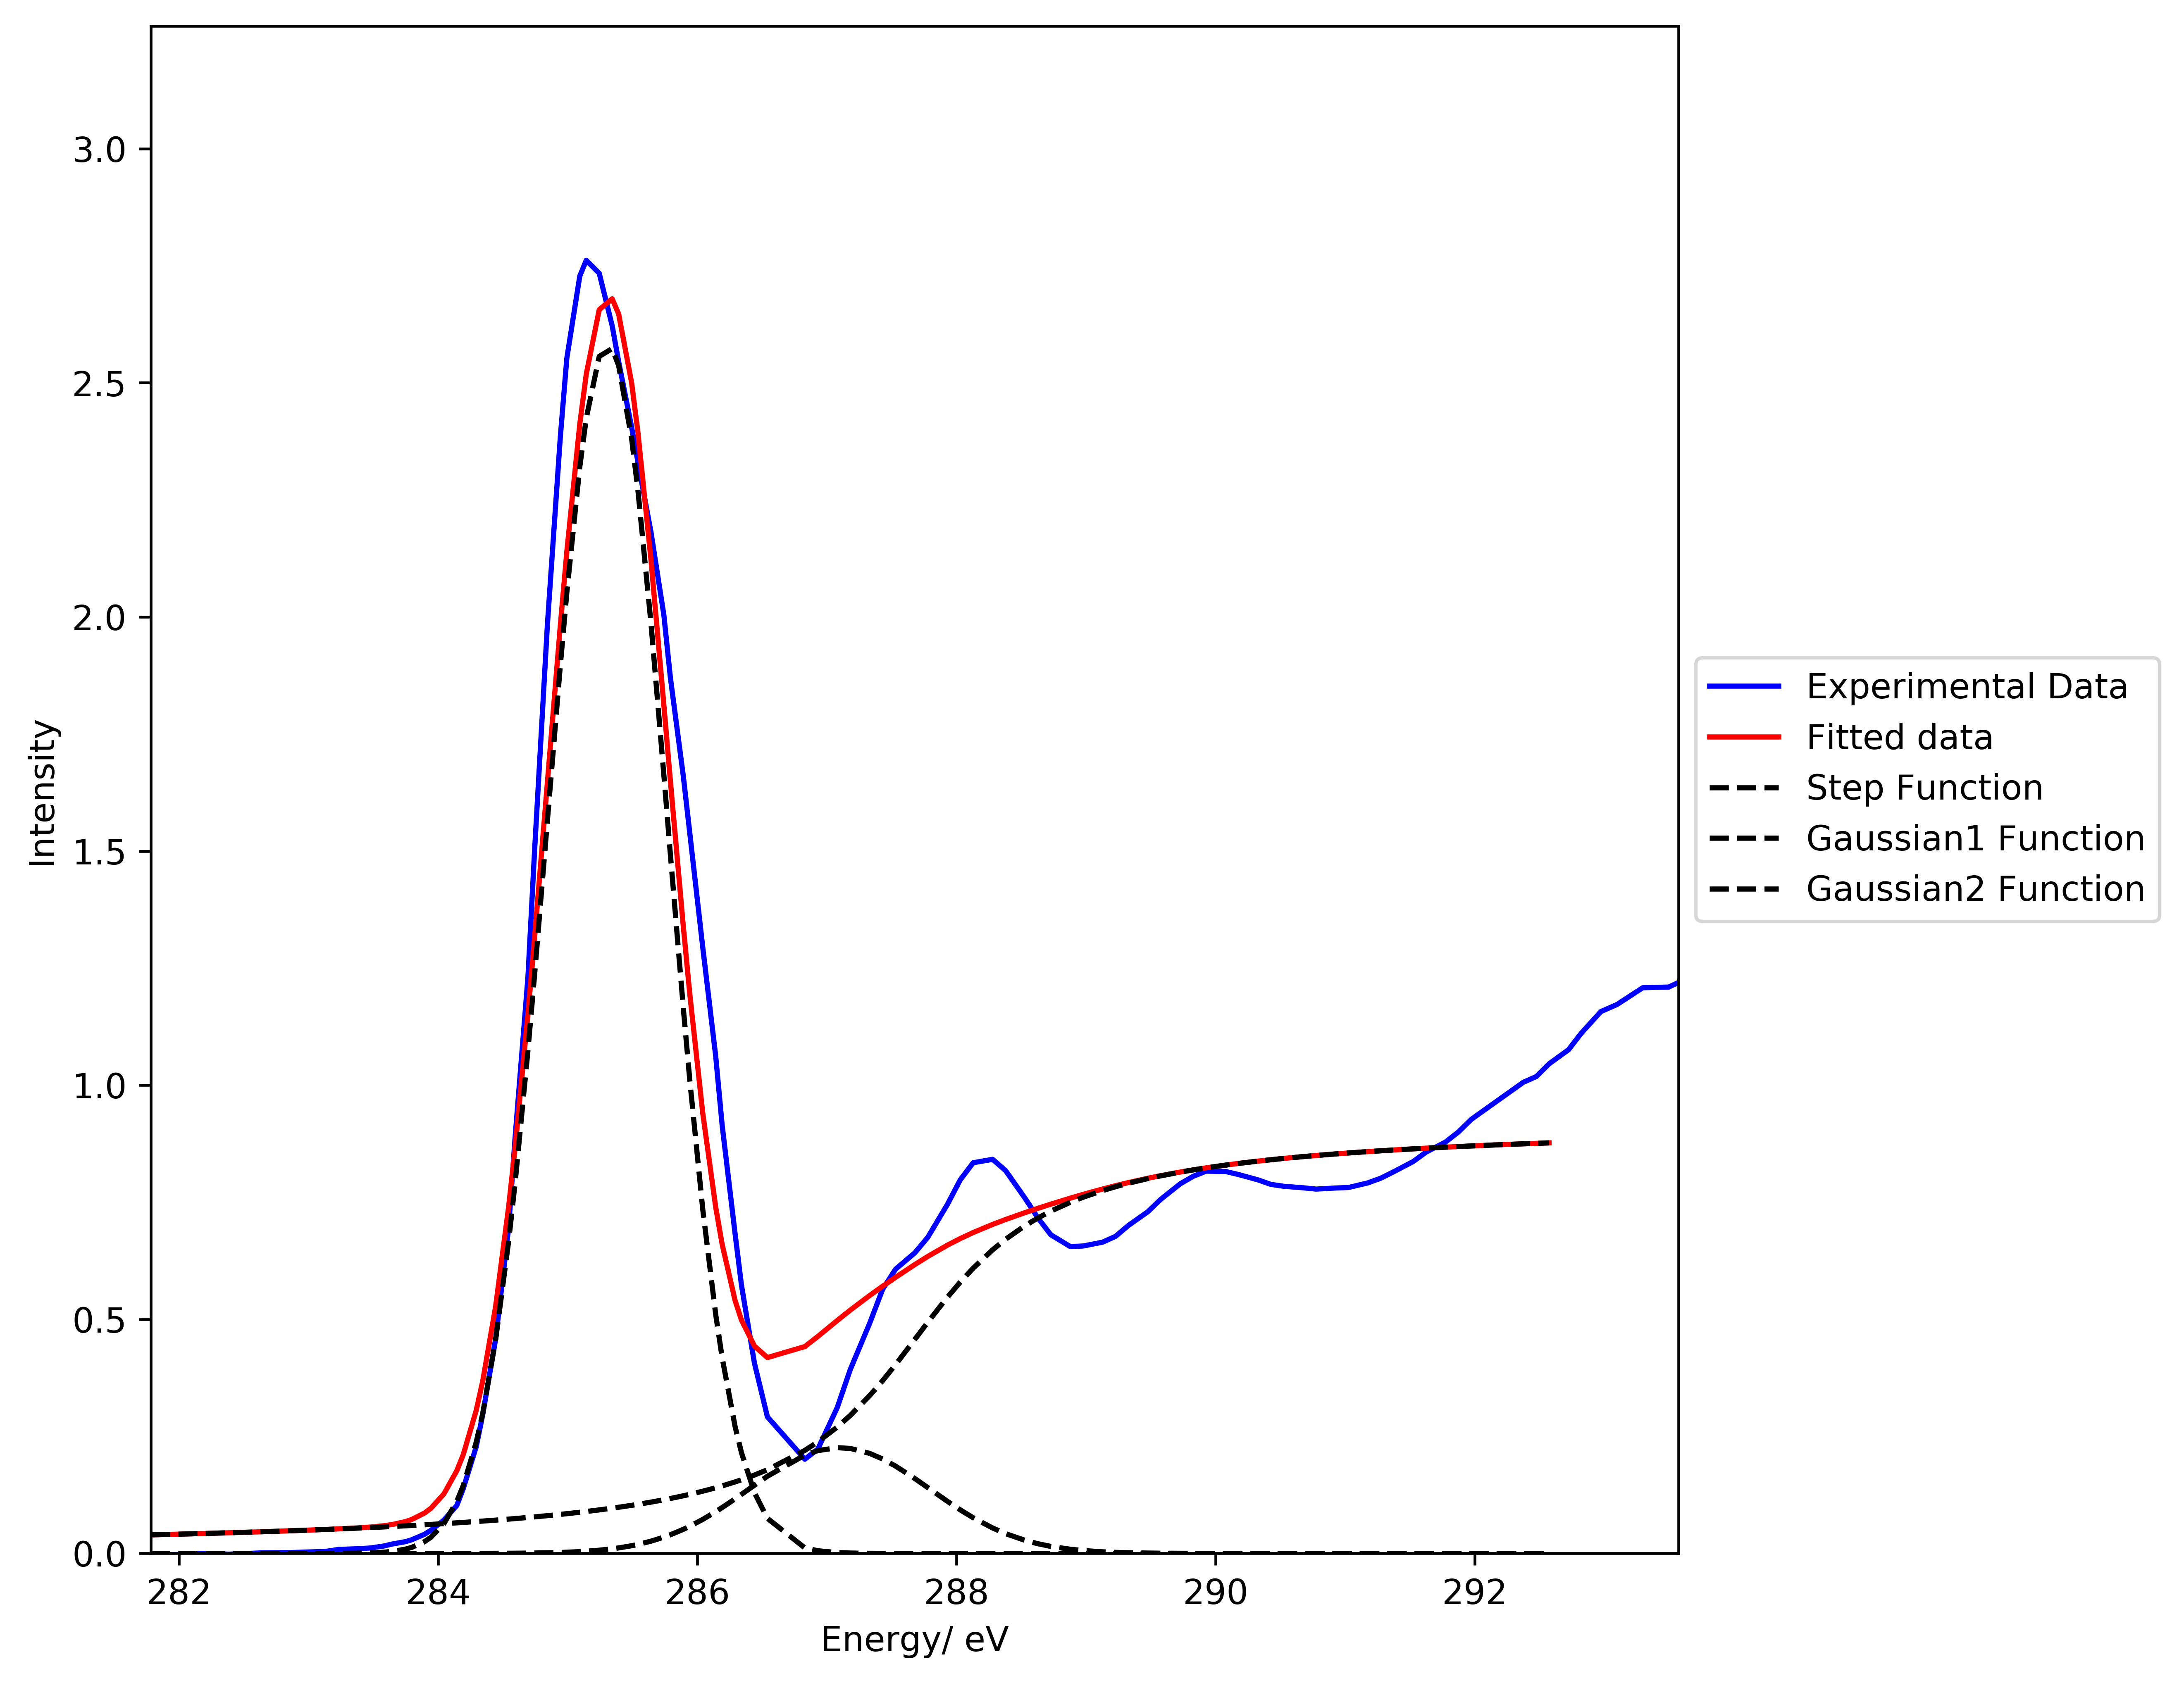 3.0
2.5
2.0
1.5
1.0
0.5
0.0
Intensity
282 284 286 288 290 292
Energy/ eV
Experimental Data
Fitted data
Step Function
Gaussian1 Function
Gaussian2 Function